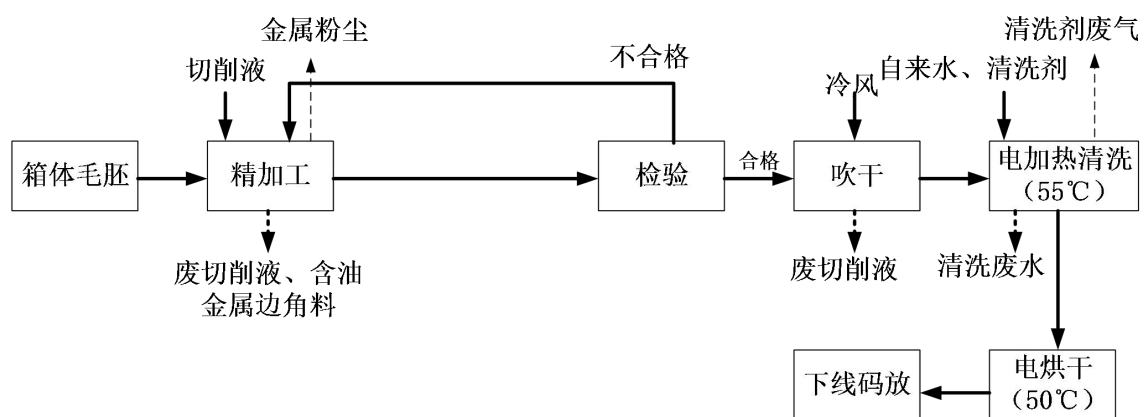 金属粉尘
清洗剂废气
切削液
不合格
冷风
自来水、清洗剂
箱体毛胚
精加工
检验
合格
吹干
电加热清洗
（55℃）
废切削液、含油
金属边角料
废切削液
清洗废水
下线码放
电烘干
（50℃）